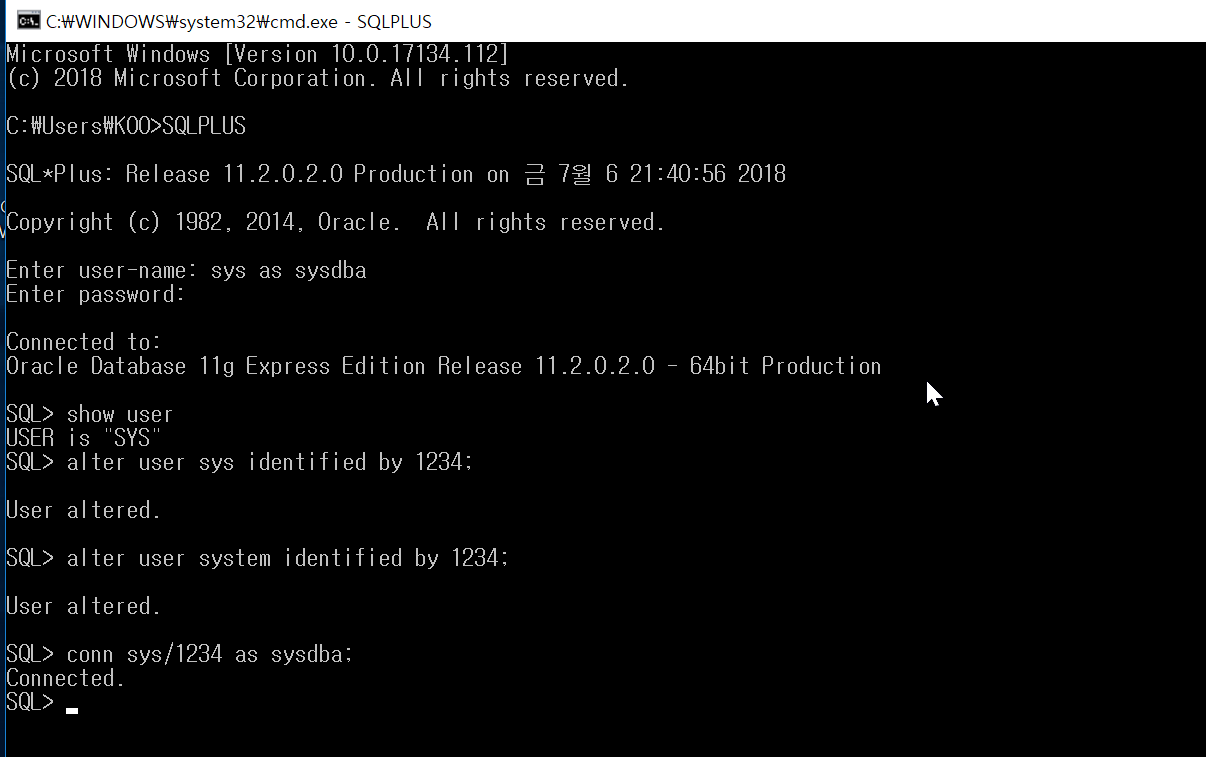 C:₩WINDOWS₩system32₩cmd.exe - SQLPLUS
Microsoft Windows [Version 10.0.17134.112]
(c) 2018 Microsoft Corporation. All rights reserved.
C:₩Users₩KOO>SQLPLUS
SQL*Plus: Release 11.2.0.2.0 Production on 금 7월 6 21:40:56 2018
Copyright (c) 1982, 2014, Oracle.  All rights reserved.
Enter user-name: sys as sysdba
Enter password:
Connected to:
Oracle Database 11g Express Edition Release 11.2.0.2.0 - 64bit Production
SQL> show user
USER is "SYS"
SQL> alter user sys identified by 1234;
User altered.
SQL> alter user system identified by 1234;
User altered.
SQL> conn sys/1234 as sysdba;
Connected.
SQL>